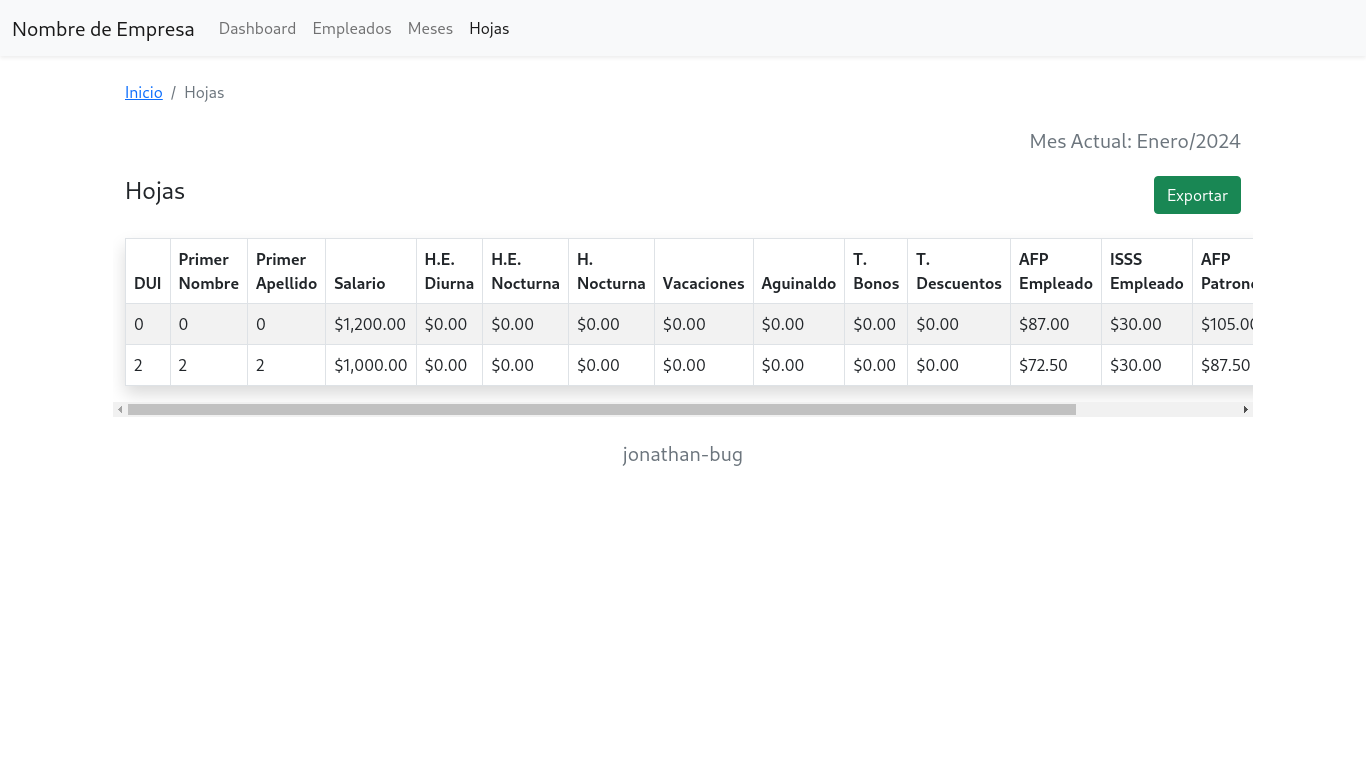 Nombre de Empresa Dashboard Empleados Meses Hojas
Inicio / Hojas
Mes Actual: Enero/2024
Hojas
Exportar
DUI Primer Nombre Primer Apellido Salario H.E. Diurna H.E. Nocturna H. Nocturna Vacaciones Aguinaldo T. Bonos T. Descuentos AFP Empleado ISSS Empleado AFP
0 0 0 $1,200.00 $0.00 $0.00 $0.00 $0.00 $0.00 $0.00 $0.00 $87.00 $30.00 $105.00
2 2 2 $1,000.00 $0.00 $0.00 $0.00 $0.00 $0.00 $0.00 $0.00 $72.50 $30.00 $87.50
jonathan-bug